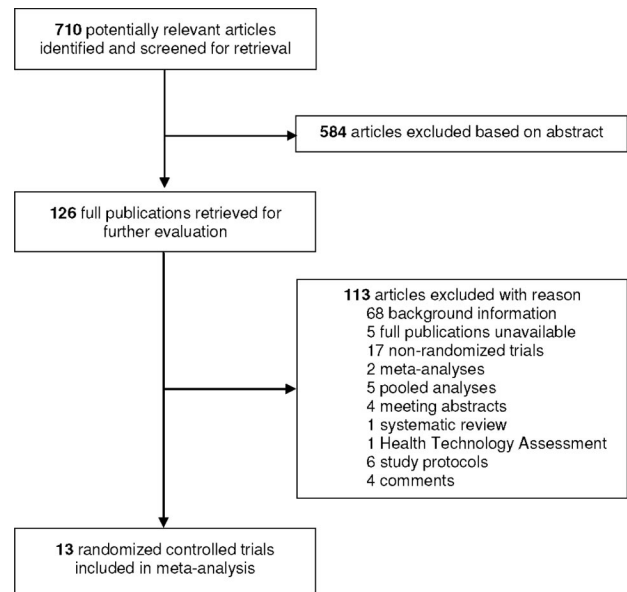 710 potentially relevant articles
identified and screened for retrieval
584 articles excluded based on abstract
126 full publications retrieved for
further evaluation
113 articles excluded with reason
68 background information
5 full publications unavailable
17 non-randomized trials
2 meta-analyses
5 pooled analyses
4 meeting abstracts
1 systematic review
1 Health Technology Assessment
6 study protocols
4 comments
13 randomized controlled trials
included in meta-analysis